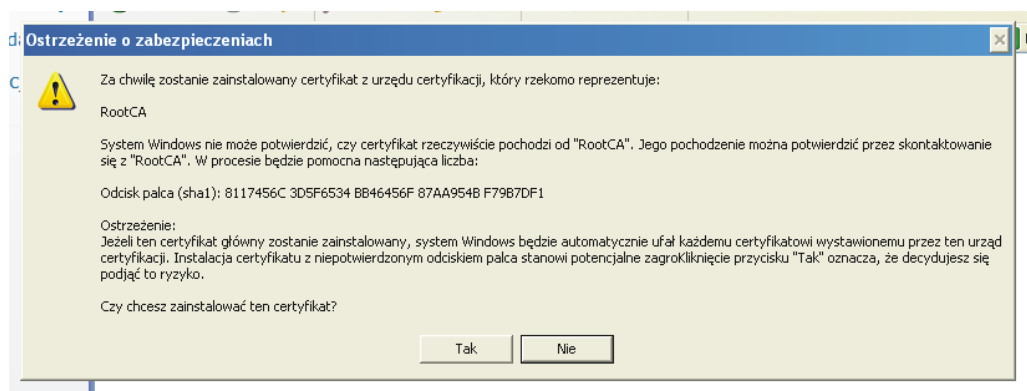 Ostrzeżenie o zabezpieczeniach
Za chwilę zostanie zainstalowany certyfikat z urzędu certyfikacji, który rzekomo reprezentuje:
RootCA
System Windows nie może potwierdzić, czy certyfikat rzeczywiście pochodzi od "RootCA". Jego pochodzenie można potwierdzić przez skontaktowanie
się z "RootCA". W procesie będzie pomocna następująca liczba:
Odcisk palca (sha1): 8117456C 3D5F6534 BB46456F 87AA954B F79B7DF1
Ostrzeżenie:
Jeżeli ten certyfikat główny zostanie zainstalowany, system Windows będzie automatycznie ufał każdemu certyfikatowi wystawionemu przez ten urząd
certyfikacji. Instalacja certyfikatu z niepotwierdzonym odciskiem palca stanowi potencjalne zagroKliknięcie przycisku "Tak" oznacza, że decydujesz się
podjąć to ryzyko.
Czy chcesz zainstalować ten certyfikat?
Tak
Nie